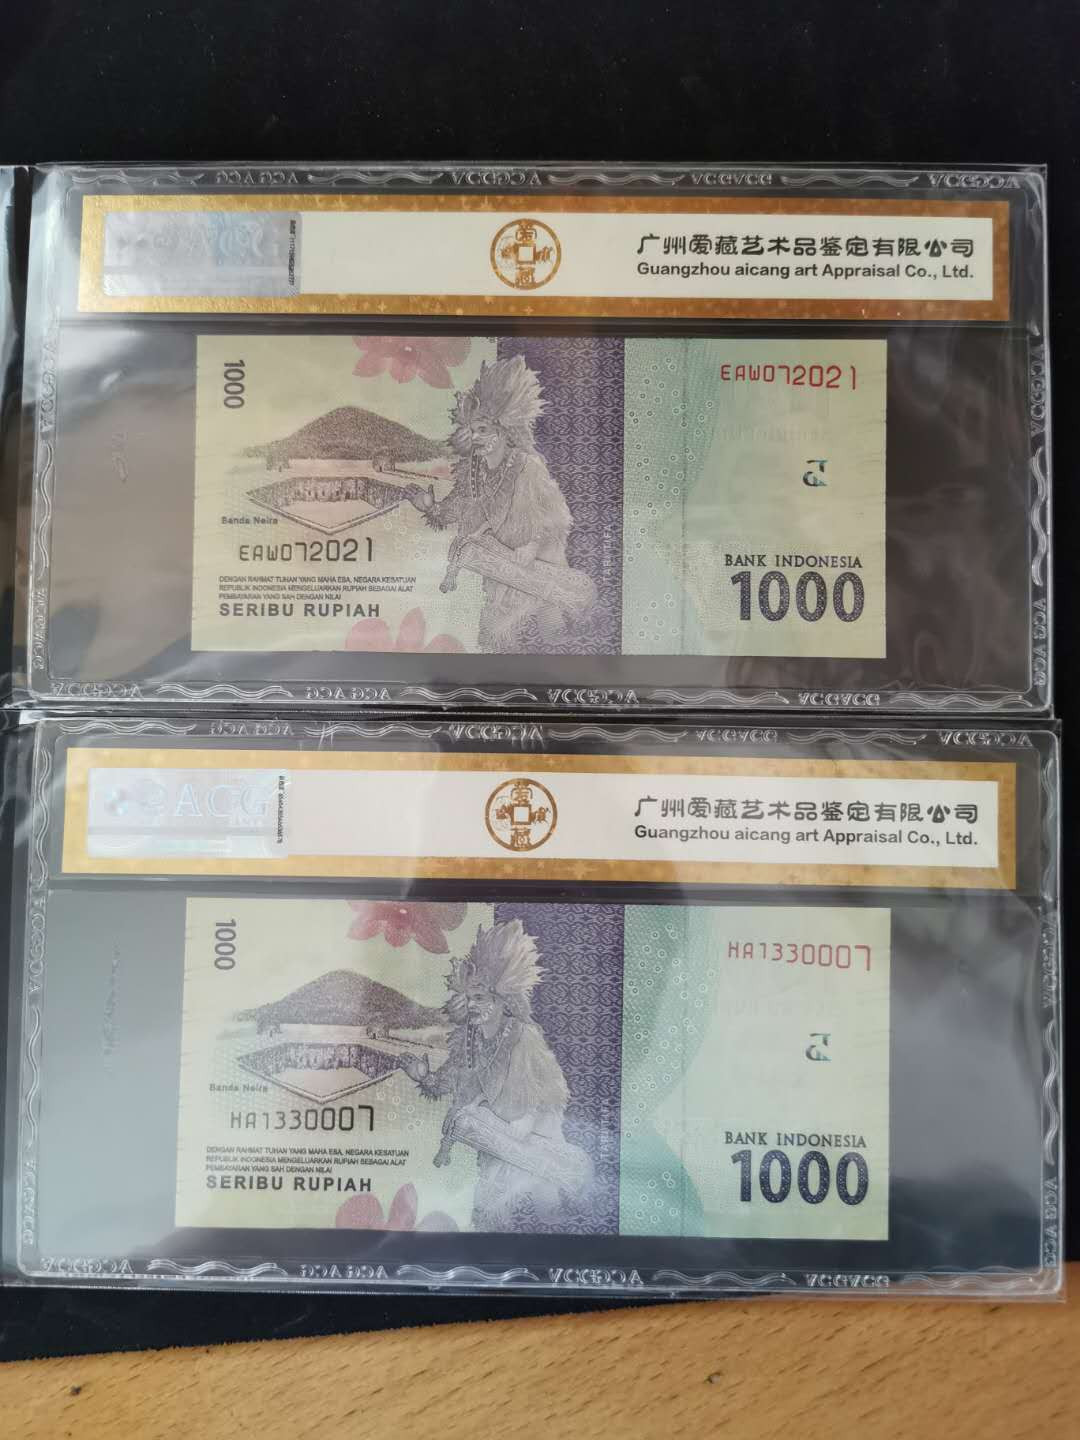 广州爱藏艺术品鉴定有限公司
Guangzhou aicang art Appraisal Co., Ltd.
1000
EAW072021
Banda Neira
EAW072021
DENGAN RAHMAT TUHAN YANG MAHA ESA, NEGARA KESATUAN
REPUBLIK INDONESIA MENGELUARKAN RUPIAH SEBAGAI ALAT
PEMBAYARAN YANG SAH DENGAN NILAI
SERIBU RUPIAH
TARI TIFA
BANK INDONESIA
1000
广州爱藏艺术品鉴定有限公司
Guangzhou aicang art Appraisal Co., Ltd.
1000
HA1330007
Banda Neira
HA1330007
DENGAN RAHMAT TUHAN YANG MAHA ESA, NEGARA KESATUAN
REPUBLIK INDONESIA MENGELUARKAN RUPIAH SEBAGAI ALAT
PEMBAYARAN YANG SAH DENGAN NILAI
SERIBU RUPIAH
TARI TIFA
BANK INDONESIA
1000